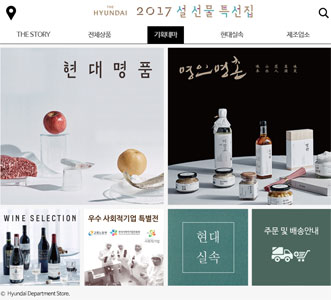 THE
HYUNDAI 2017 설 선물 특선집
THE STORY 전체상품 기획테마 현대실속 제조업소
현대명품
명인명촌
WINE SELECTION
우수 사회적기업 특별전
현대
실속
주문 및 배송안내
© Hyundai Department Store.